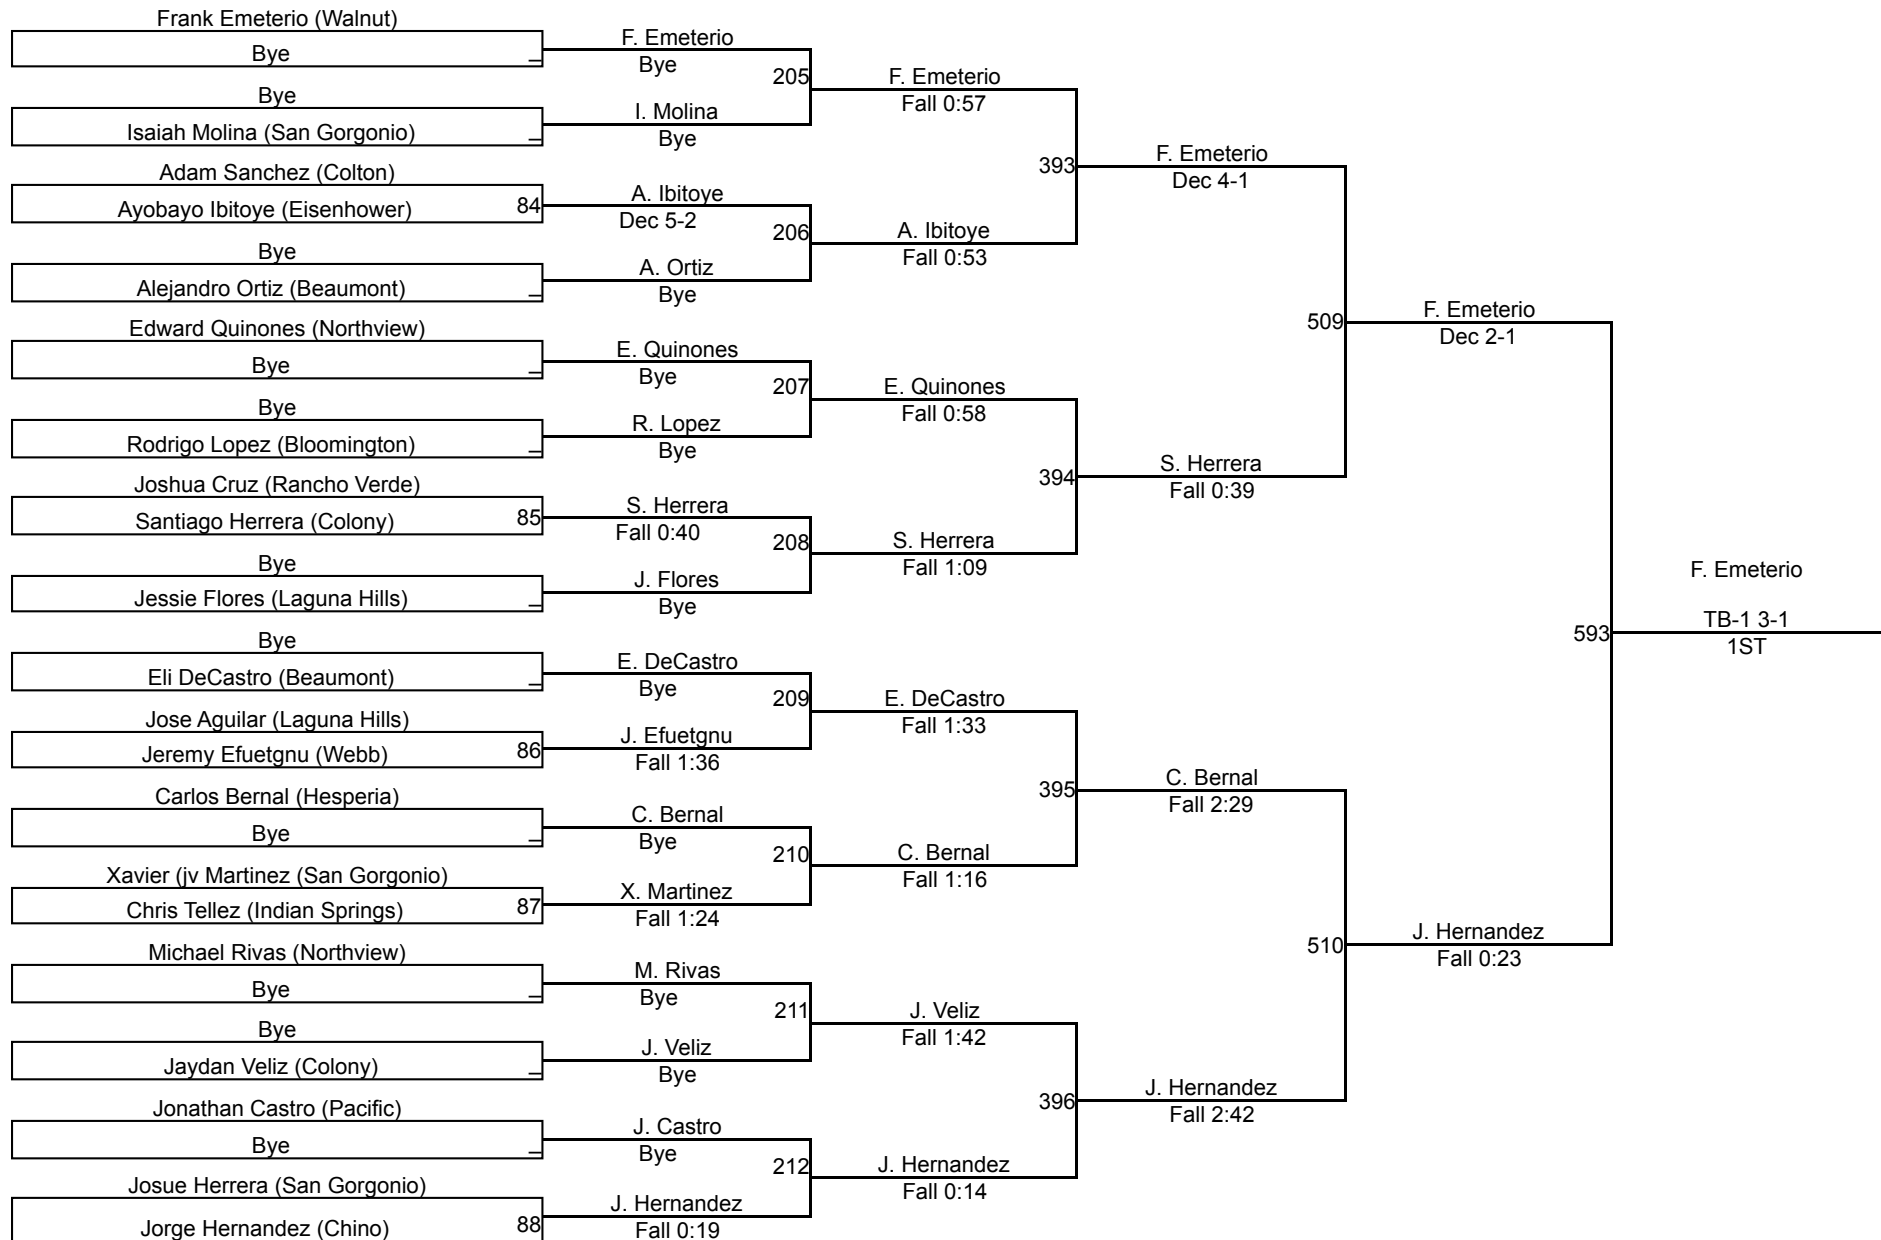 Frank Emeterio (Walnut)
Bye
Bye
Isaiah Molina (San Gorgonio)
Adam Sanchez (Colton)
Ayobayo Ibitoye (Eisenhower) 84
Bye
Alejandro Ortiz (Beaumont)
Edward Quinones (Northview)
Bye
Bye
Rodrigo Lopez (Bloomington)
Joshua Cruz (Rancho Verde)
Santiago Herrera (Colony) 85
Bye
Jessie Flores (Laguna Hills)
Bye
Eli DeCastro (Beaumont)
Jose Aguilar (Laguna Hills)
Jeremy Efuetgnu (Webb) 86
Carlos Bernal (Hesperia)
Bye
Xavier (jv Martinez (San Gorgonio)
Chris Tellez (Indian Springs) 87
Michael Rivas (Northview)
Bye
Bye
Jaydan Veliz (Colony)
Jonathan Castro (Pacific)
Bye
Josue Herrera (San Gorgonio)
Jorge Hernandez (Chino) 88
F. Emeterio
Bye
205
I. Molina
Bye
A. Ibitoye
Dec 5-2
206
A. Ortiz
Bye
E. Quinones
Bye
207
R. Lopez
Bye
S. Herrera
Fall 0:40
208
J. Flores
Bye
E. DeCastro
Bye
209
J. Efuetgnu
Fall 1:36
C. Bernal
Bye
210
X. Martinez
Fall 1:24
M. Rivas
Bye
211
J. Veliz
Bye
J. Castro
Bye
212
J. Hernandez
Fall 0:19
F. Emeterio
Fall 0:57
393
A. Ibitoye
Fall 0:53
E. Quinones
Fall 0:58
394
S. Herrera
Fall 1:09
E. DeCastro
Fall 1:33
395
C. Bernal
Fall 1:16
J. Veliz
Fall 1:42
396
J. Hernandez
Fall 0:14
F. Emeterio
Dec 4-1
509
S. Herrera
Fall 0:39
C. Bernal
Fall 2:29
510
J. Hernandez
Fall 2:42
F. Emeterio
Dec 2-1
593
J. Hernandez
Fall 0:23
F. Emeterio
TB-1 3-1
1ST